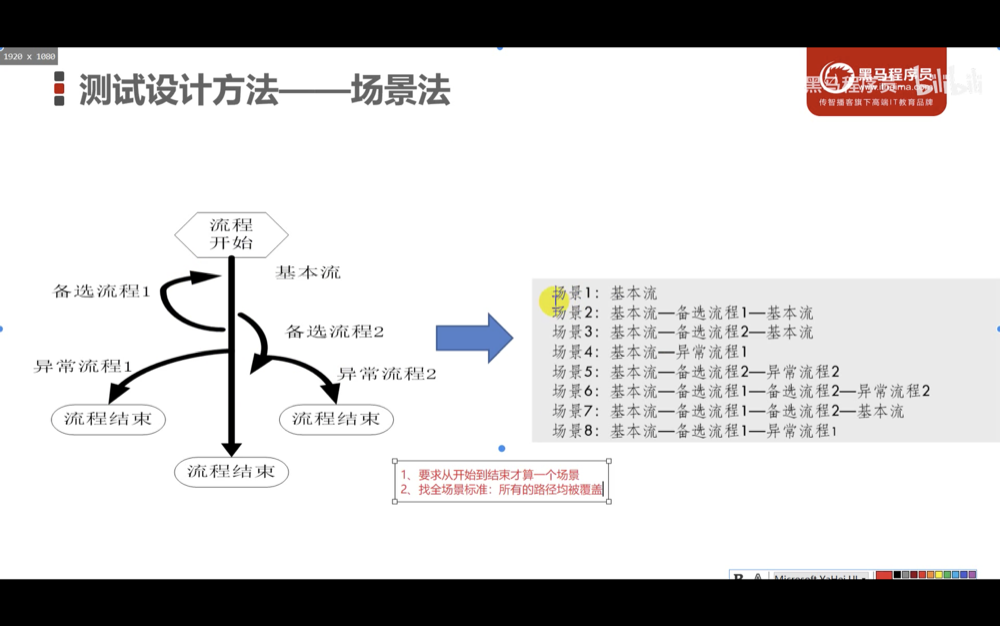 1920 x 1080
测试设计方法——场景法
黑马程序员
传智播客旗下高端IT教育品牌
bilibili
流程
开始
基本流
备选流程1
备选流程2
异常流程1
异常流程2
流程结束
流程结束
流程结束
场景1：基本流
场景2：基本流—备选流程1—基本流
场景3：基本流—备选流程2—基本流
场景4：基本流—异常流程1
场景5：基本流—备选流程2—异常流程2
场景6：基本流—备选流程1—备选流程2—异常流程2
场景7：基本流—备选流程1—备选流程2—基本流
场景8：基本流—备选流程1—异常流程1
1、要求从开始到结束才算一个场景
2、找全场景标准：所有的路径均被覆盖
Microsoft YaHei UI